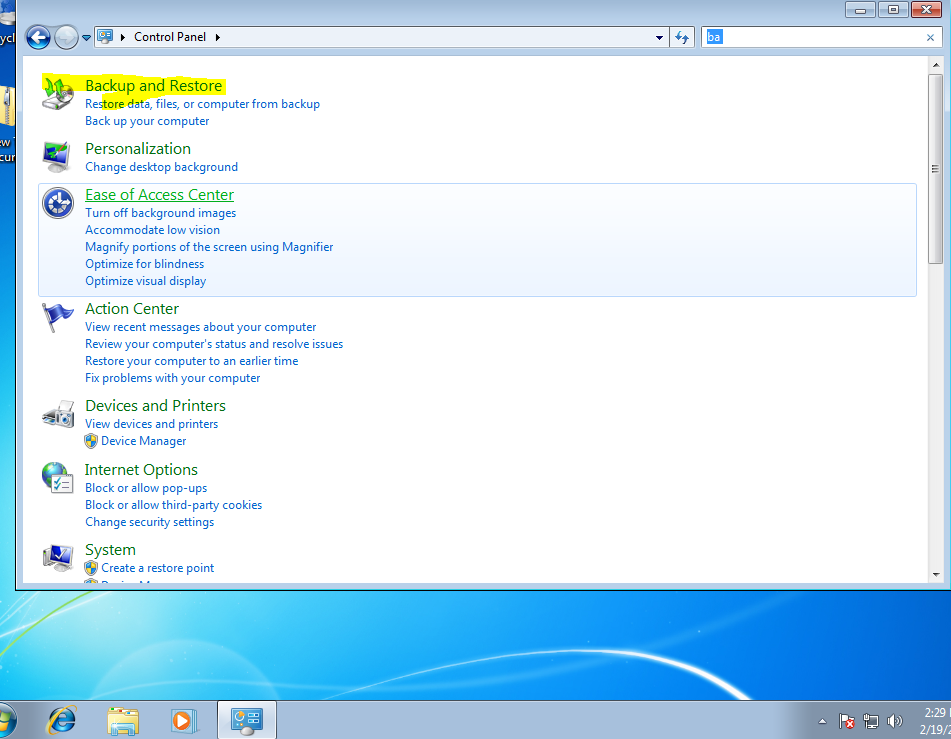 Control Panel
ba
Backup and Restore
Restore data, files, or computer from backup
Back up your computer
Personalization
Change desktop background
Ease of Access Center
Turn off background images
Accommodate low vision
Magnify portions of the screen using Magnifier
Optimize for blindness
Optimize visual display
Action Center
View recent messages about your computer
Review your computer's status and resolve issues
Restore your computer to an earlier time
Fix problems with your computer
Devices and Printers
View devices and printers
Device Manager
Internet Options
Block or allow pop-ups
Block or allow third-party cookies
Change security settings
System
Create a restore point
2:29
2/19/